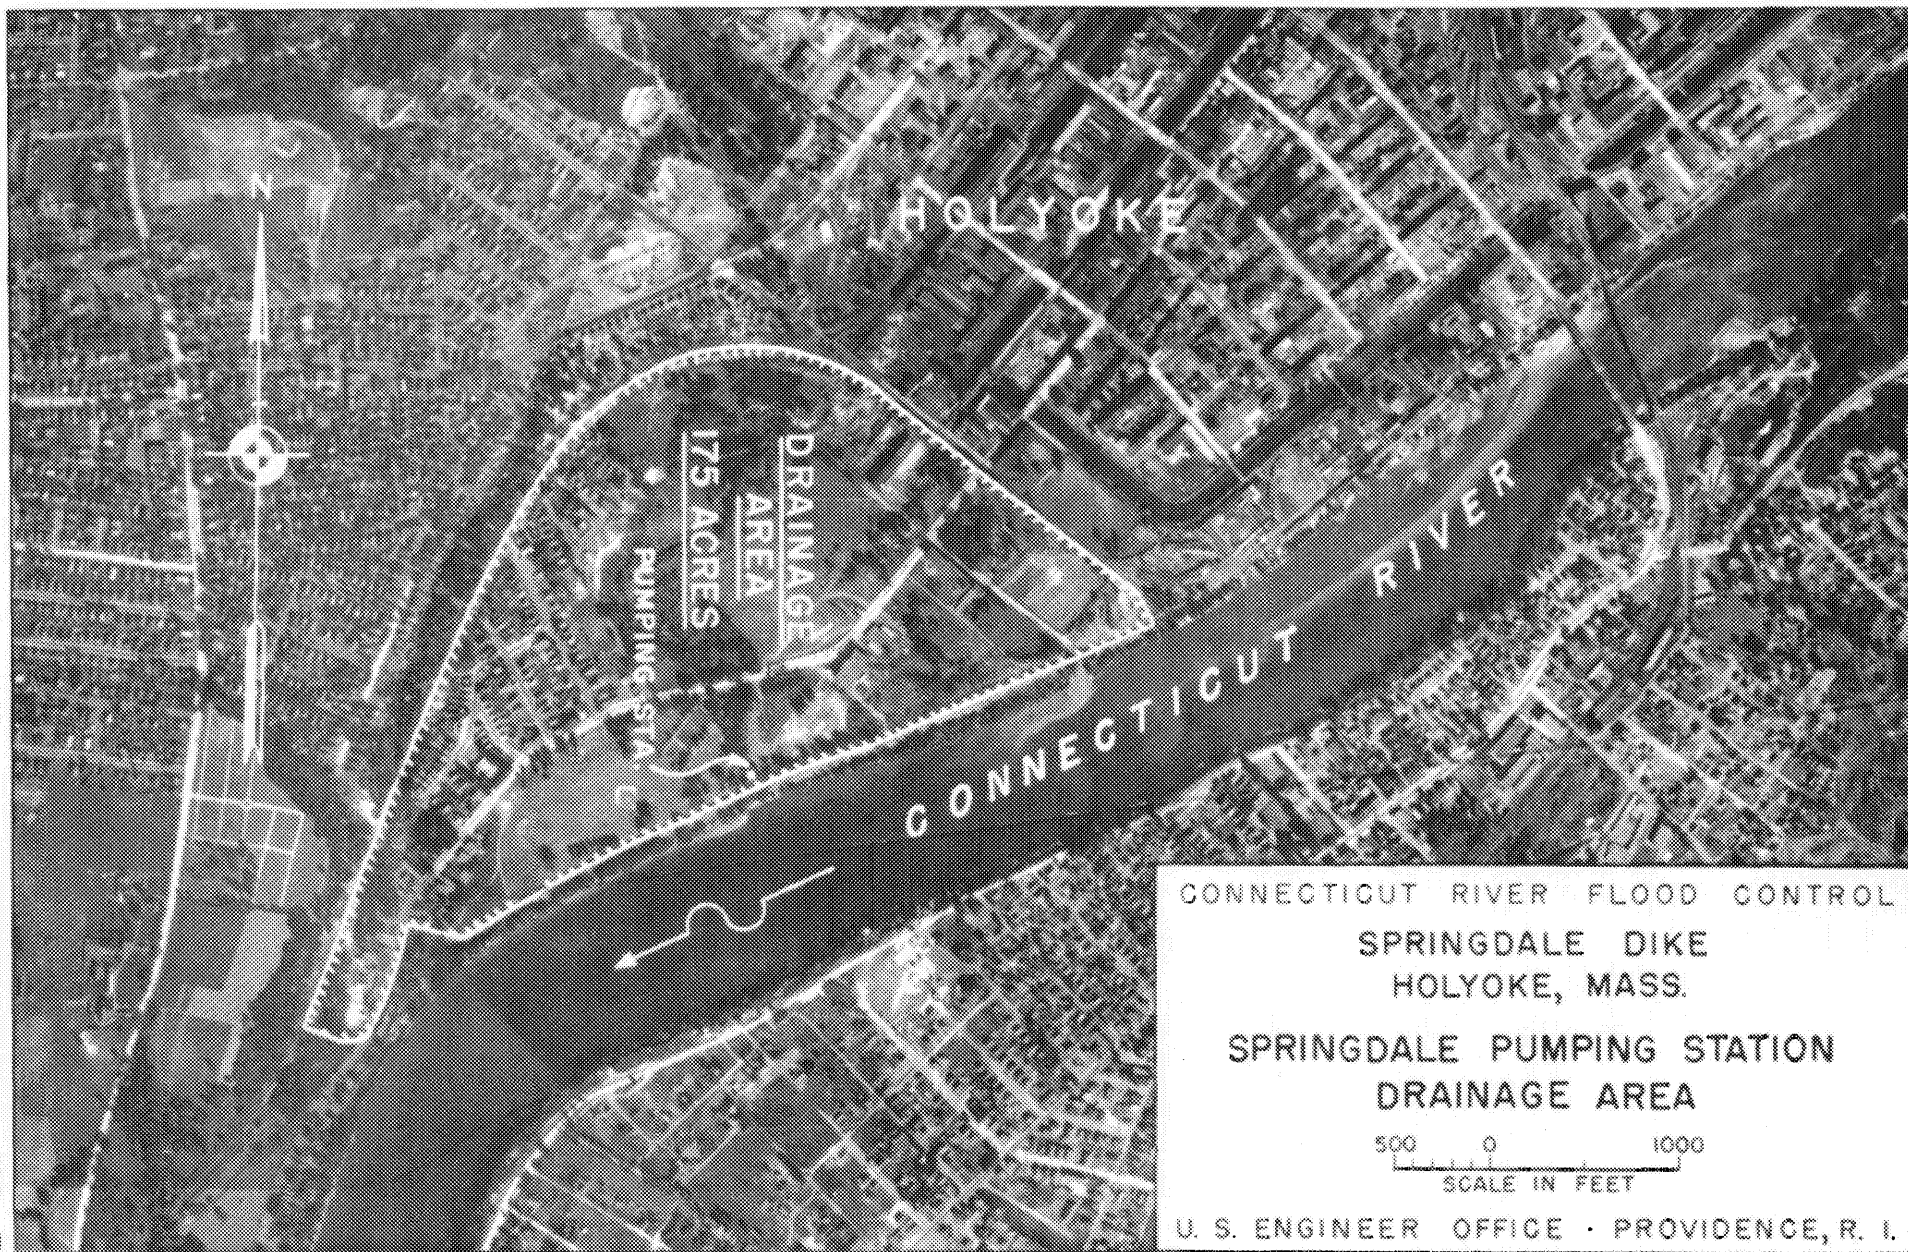 N
HOLYOKE
DRAINAGE
AREA
175 ACRES
PUMPING STA.
CONNECTICUT RIVER
CONNECTICUT RIVER FLOOD CONTROL
SPRINGDALE DIKE
HOLYOKE, MASS.
SPRINGDALE PUMPING STATION
DRAINAGE AREA
500 0 1000
SCALE IN FEET
U. S. ENGINEER OFFICE · PROVIDENCE, R. I.